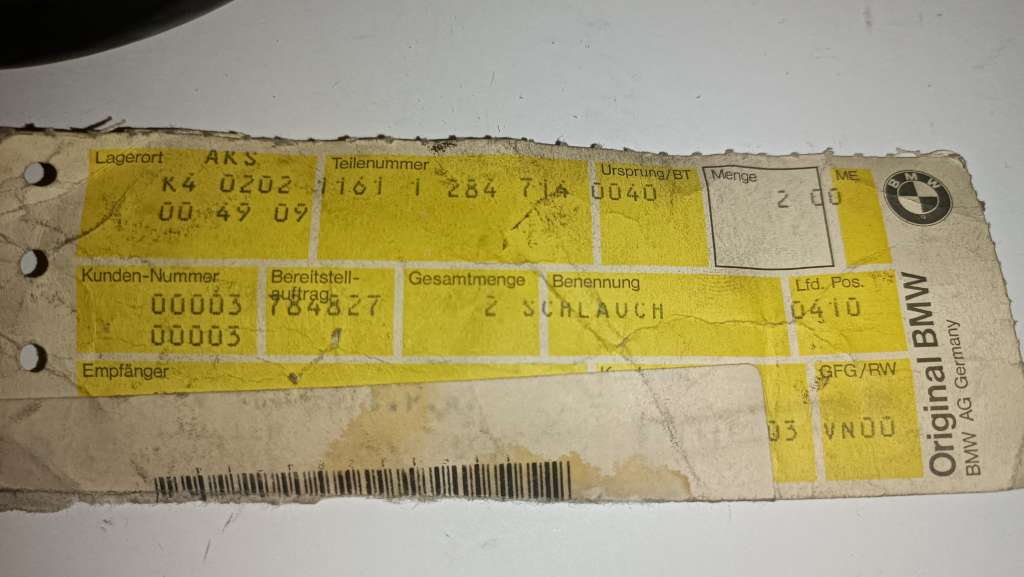 Lagerort AKS
K4 0202
00 49 09
Teilenummer
1161 1 284 714
Ursprung/BT
0040
Menge
2 00
ME
BMW
Kunden-Nummer
00003
00003
Bereitstell-
auftrag
784827
Gesamtmenge
2
Benennung
SCHLAUCH
Lfd. Pos.
0410
Empfänger
GFG/RW
03 VN00
Original BMW
BMW AG Germany